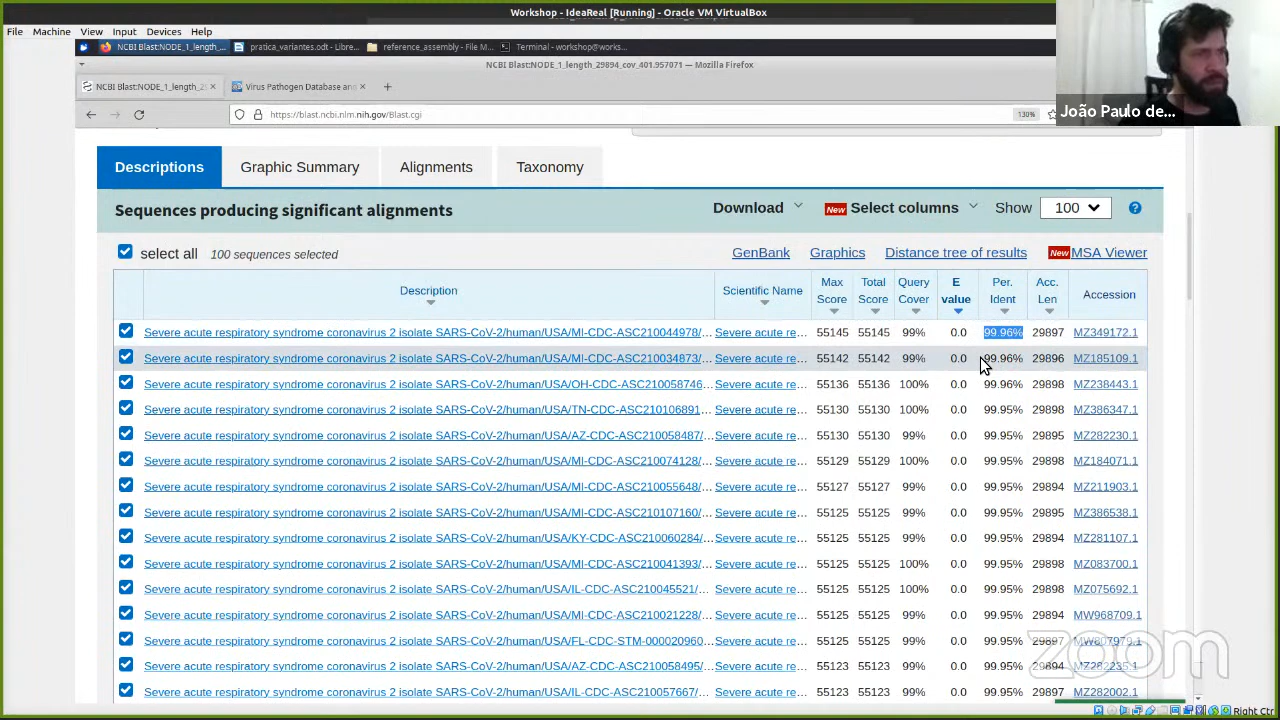 Workshop - IdeaReal [Running] - Oracle VM VirtualBox
File Machine View Input Devices Help
NCBI Blast:NODE_1_length_... pratica_variantes.odt - Libre... reference_assembly - File M... Terminal - workshop@works...
NCBI Blast:NODE_1_length_29894_cov_401.957071 — Mozilla Firefox
NCBI Blast:NODE_1_length_2 Virus Pathogen Database an
https://blast.ncbi.nlm.nih.gov/Blast.cgi 130%
João Paulo de...
Descriptions Graphic Summary Alignments Taxonomy
Sequences producing significant alignments Download New Select columns Show 100 ?
select all 100 sequences selected GenBank Graphics Distance tree of results New MSA Viewer
Description Scientific Name Max Score Total Score Query Cover E value Per. Ident Acc. Len Accession
Severe acute respiratory syndrome coronavirus 2 isolate SARS-CoV-2/human/USA/MI-CDC-ASC210044978/... Severe acute re... 55145 55145 99% 0.0 99.96% 29897 MZ349172.1
Severe acute respiratory syndrome coronavirus 2 isolate SARS-CoV-2/human/USA/MI-CDC-ASC210034873/... Severe acute re... 55142 55142 99% 0.0 99.96% 29896 MZ185109.1
Severe acute respiratory syndrome coronavirus 2 isolate SARS-CoV-2/human/USA/OH-CDC-ASC210058746... Severe acute re... 55136 55136 100% 0.0 99.95% 29898 MZ238443.1
Severe acute respiratory syndrome coronavirus 2 isolate SARS-CoV-2/human/USA/TN-CDC-ASC210106891... Severe acute re... 55130 55130 100% 0.0 99.95% 29898 MZ386347.1
Severe acute respiratory syndrome coronavirus 2 isolate SARS-CoV-2/human/USA/AZ-CDC-ASC210058487/... Severe acute re... 55130 55130 99% 0.0 99.95% 29895 MZ282230.1
Severe acute respiratory syndrome coronavirus 2 isolate SARS-CoV-2/human/USA/MI-CDC-ASC210074128/... Severe acute re... 55129 55129 100% 0.0 99.95% 29898 MZ184071.1
Severe acute respiratory syndrome coronavirus 2 isolate SARS-CoV-2/human/USA/MI-CDC-ASC210055648/... Severe acute re... 55127 55127 99% 0.0 99.95% 29894 MZ211903.1
Severe acute respiratory syndrome coronavirus 2 isolate SARS-CoV-2/human/USA/MI-CDC-ASC210107160/... Severe acute re... 55125 55125 99% 0.0 99.95% 29895 MZ386538.1
Severe acute respiratory syndrome coronavirus 2 isolate SARS-CoV-2/human/USA/KY-CDC-ASC210060284/... Severe acute re... 55125 55125 99% 0.0 99.95% 29894 MZ281107.1
Severe acute respiratory syndrome coronavirus 2 isolate SARS-CoV-2/human/USA/MI-CDC-ASC210041393/... Severe acute re... 55125 55125 100% 0.0 99.95% 29898 MZ083700.1
Severe acute respiratory syndrome coronavirus 2 isolate SARS-CoV-2/human/USA/IL-CDC-ASC210045521/... Severe acute re... 55125 55125 100% 0.0 99.95% 29897 MZ075692.1
Severe acute respiratory syndrome coronavirus 2 isolate SARS-CoV-2/human/USA/MI-CDC-ASC210021228/... Severe acute re... 55125 55125 99% 0.0 99.95% 29894 MW968709.1
Severe acute respiratory syndrome coronavirus 2 isolate SARS-CoV-2/human/USA/FL-CDC-STM-000020960... Severe acute re... 55125 55125 99% 0.0 99.95% 29897 MW807979.1
Severe acute respiratory syndrome coronavirus 2 isolate SARS-CoV-2/human/USA/AZ-CDC-ASC210058495/... Severe acute re... 55123 55123 99% 0.0 99.95% 29894 MZ282235.1
Severe acute respiratory syndrome coronavirus 2 isolate SARS-CoV-2/human/USA/IL-CDC-ASC210057667/... Severe acute re... 55123 55123 99% 0.0 99.95% 29897 MZ282002.1
zoom
Right Ctr